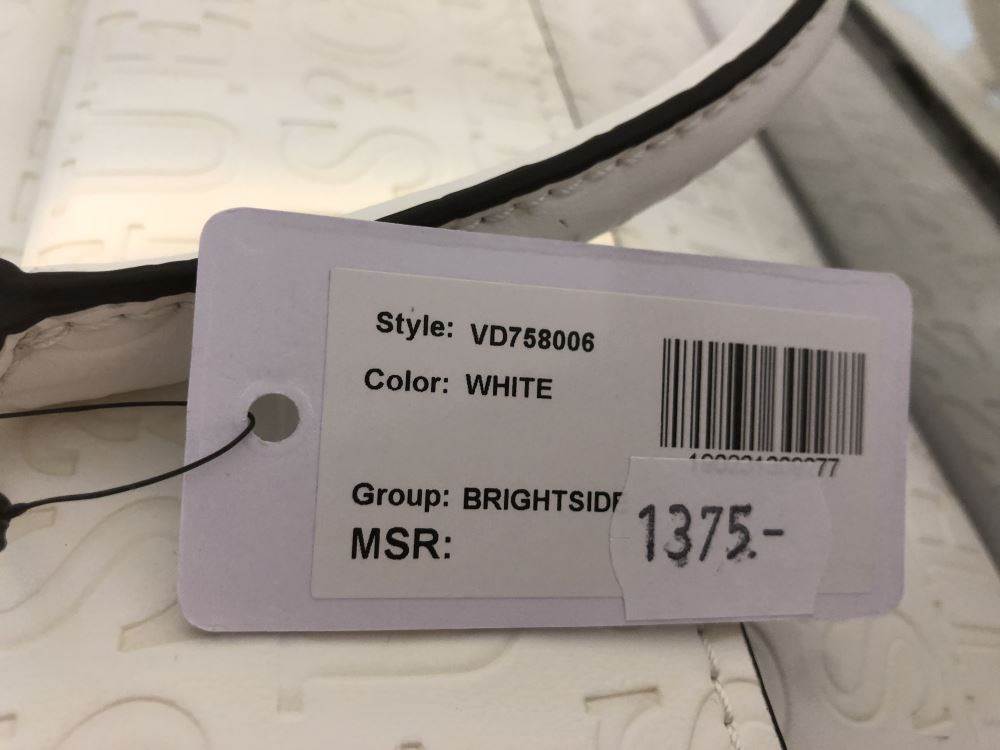 Style: VD758006
Color: WHITE
Group: BRIGHTSIDE
MSR:
1375.-